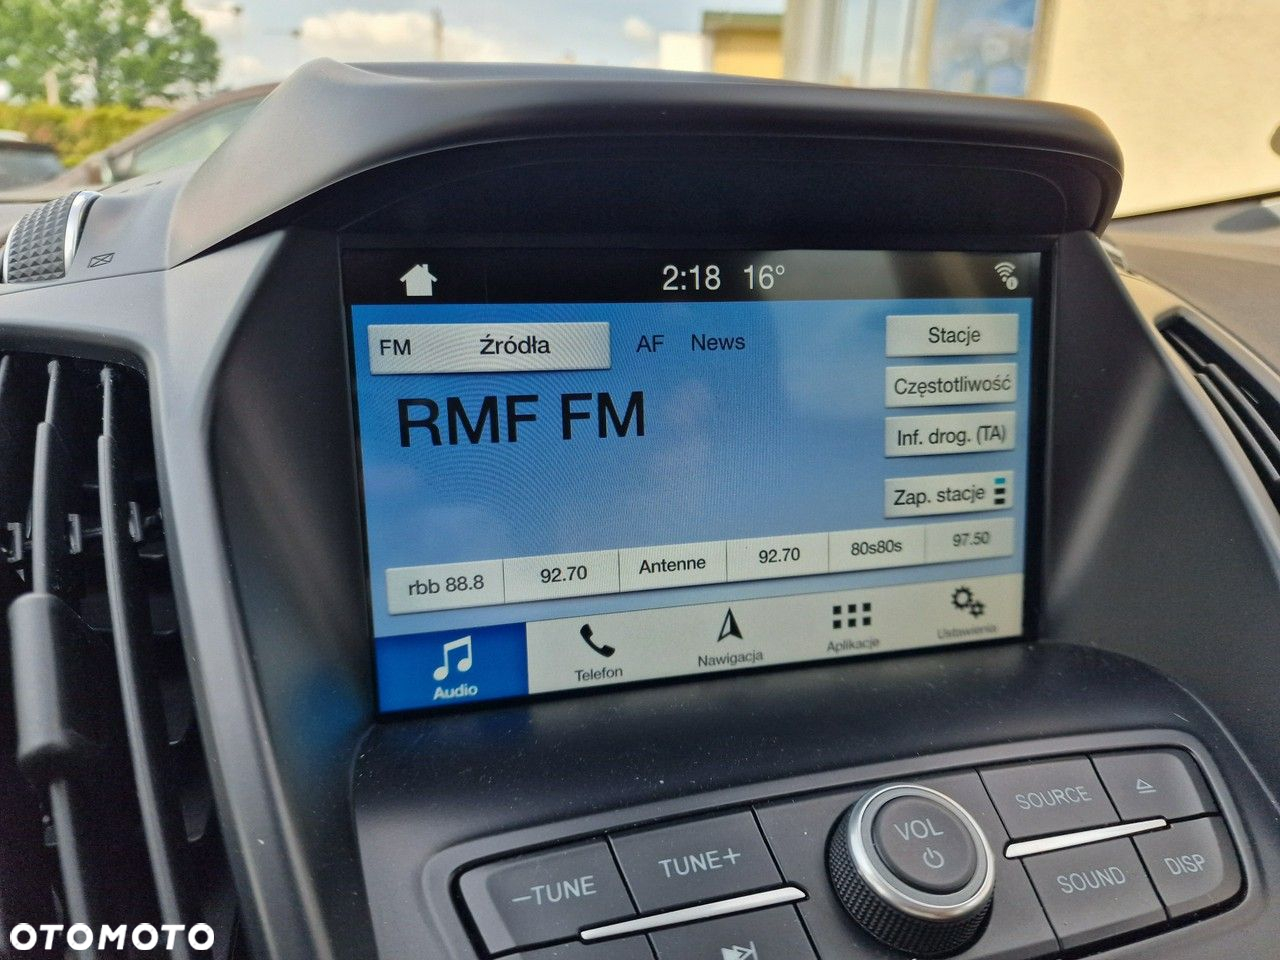 2:18 16°
FM Źródła AF News Stacje
RMF FM
Częstotliwość
Inf. drog. (TA)
Zap. stacje
rbb 88.8 92.70 Antenne 92.70 80s80s 97.50
Audio Telefon Nawigacja Aplikacje Ustawienia
SOURCE
VOL
TUNE+
–TUNE
SOUND DISP
OTOMOTO